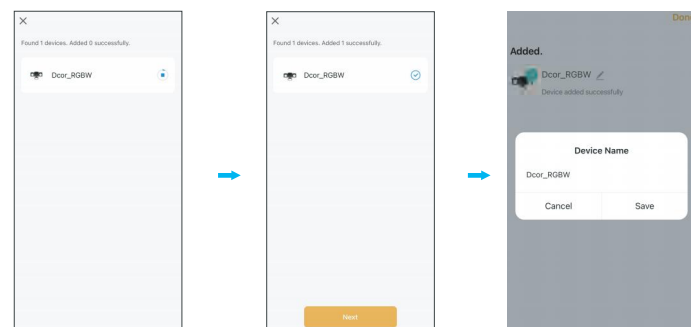 Found 1 devices. Added 0 successfully.
Dcor_RGBW
Found 1 devices. Added 1 successfully.
Dcor_RGBW
Next
Done
Added.
Dcor_RGBW
Device added successfully
Device Name
Dcor_RGBW
Cancel Save